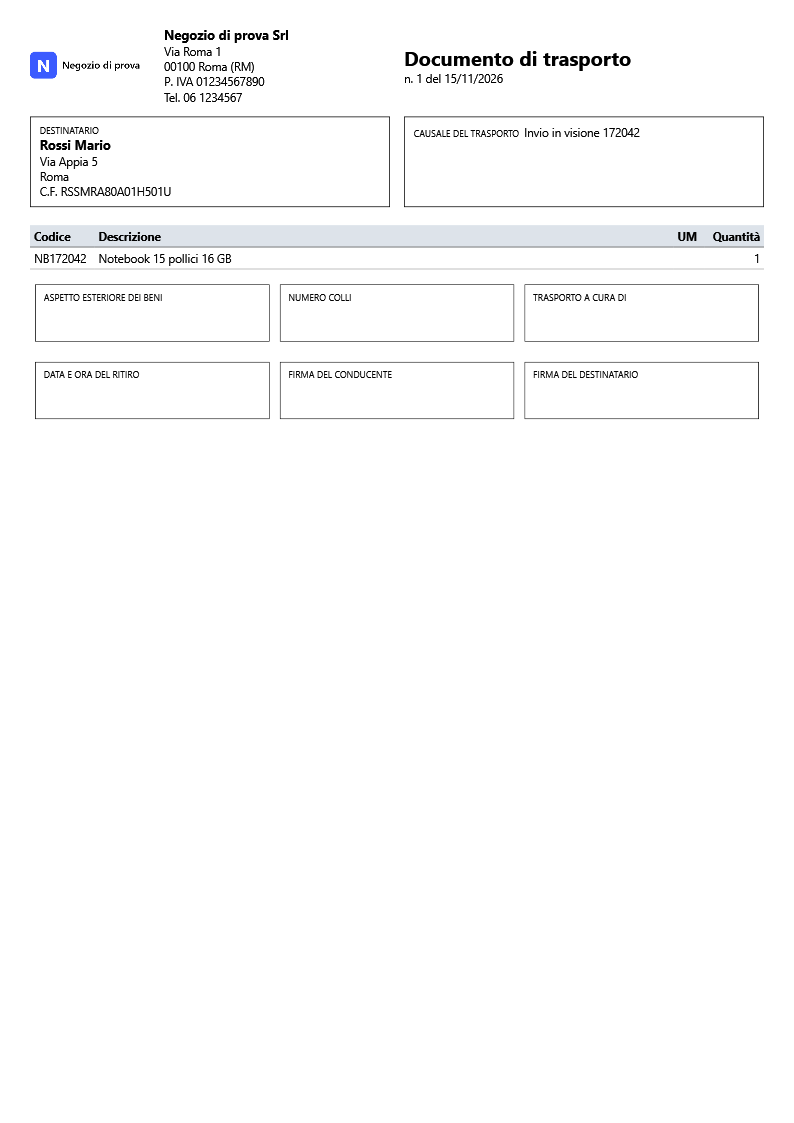 N Negozio di prova
Negozio di prova Srl
Via Roma 1
00100 Roma (RM)
P. IVA 01234567890
Tel. 06 1234567
Documento di trasporto
n. 1 del 15/11/2026
DESTINATARIO
Rossi Mario
Via Appia 5
Roma
C.F. RSSMRA80A01H501U
CAUSALE DEL TRASPORTO Invio in visione 172042
Codice Descrizione UM Quantità
NB172042 Notebook 15 pollici 16 GB 1
ASPETTO ESTERIORE DEI BENI NUMERO COLLI TRASPORTO A CURA DI
DATA E ORA DEL RITIRO FIRMA DEL CONDUCENTE FIRMA DEL DESTINATARIO